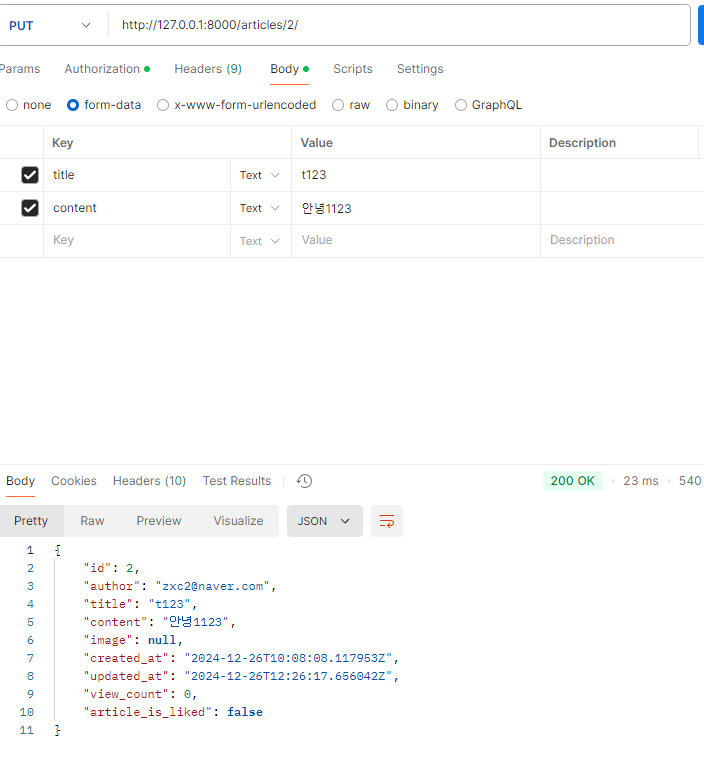 PUT http://127.0.0.1:8000/articles/2/
Params Authorization Headers (9) Body Scripts Settings
none form-data x-www-form-urlencoded raw binary GraphQL
Key Value Description
title Text t123
content Text 안녕1123
Key Text Value Description
Body Cookies Headers (10) Test Results 200 OK 23 ms 540
Pretty Raw Preview Visualize JSON
1 {
2 "id": 2,
3 "author": "zxc2@naver.com",
4 "title": "t123",
5 "content": "안녕1123",
6 "image": null,
7 "created_at": "2024-12-26T10:08:08.117953Z",
8 "updated_at": "2024-12-26T12:26:17.656042Z",
9 "view_count": 0,
10 "article_is_liked": false
11 }